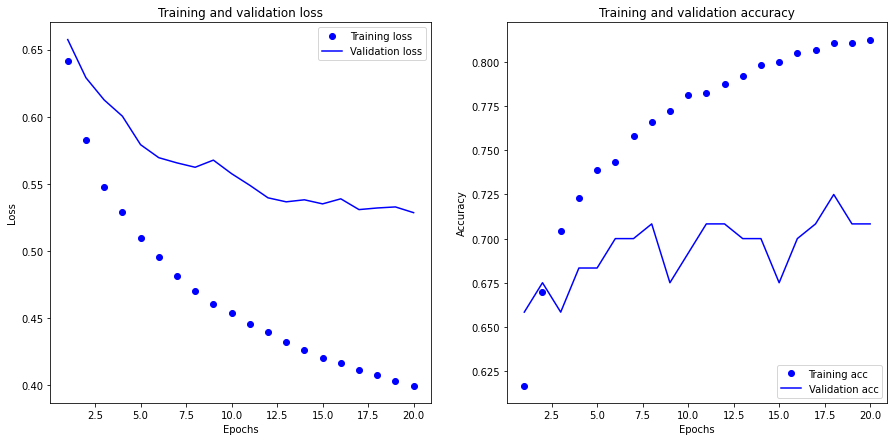 Training and validation loss
Training loss
Validation loss
0.65
0.60
0.55
0.50
0.45
0.40
Loss
2.5 5.0 7.5 10.0 12.5 15.0 17.5 20.0
Epochs
Training and validation accuracy
0.800
0.775
0.750
0.725
0.700
0.675
0.650
0.625
Accuracy
Training acc
Validation acc
2.5 5.0 7.5 10.0 12.5 15.0 17.5 20.0
Epochs